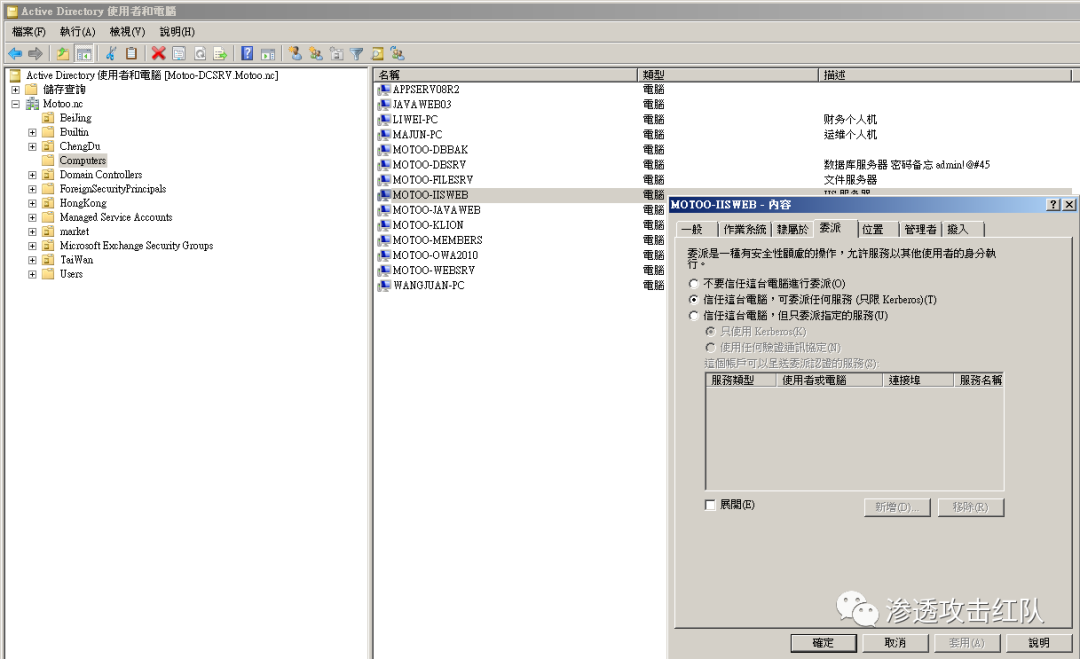 Active Directory 使用者和電腦
檔案(F) 執行(A) 檢視(V) 說明(H)
Active Directory 使用者和電腦 [Motoo-DCSRV.Motoo.nc]
儲存查詢
Motoo.nc
BeiJing
Builtin
ChengDu
Computers
Domain Controllers
ForeignSecurityPrincipals
HongKong
Managed Service Accounts
market
Microsoft Exchange Security Groups
TaiWan
Users
名稱 類型 描述
APPSERV08R2 電腦
JAVAWEB03 電腦
LIWEI-PC 電腦 财务个人机
MAJUN-PC 電腦 运维个人机
MOTOO-DBBAK 電腦
MOTOO-DBSRV 電腦 数据库服务器 密码备忘 admin!@#45
MOTOO-FILESRV 電腦 文件服务器
MOTOO-IISWEB 電腦 IIS 服务器
MOTOO-JAVAWEB 電腦
MOTOO-KLION 電腦
MOTOO-MEMBERS 電腦
MOTOO-OWA2010 電腦
MOTOO-WEBSRV 電腦
WANGJUAN-PC 電腦
MOTOO-IISWEB - 內容
一般 作業系統 隸屬於 委派 位置 管理者 撥入
委派是一種有安全性顧慮的操作，允許服務以其他使用者的身分執
行。
不要信任這台電腦進行委派(O)
信任這台電腦，可委派任何服務 (只限 Kerberos)(T)
信任這台電腦，但只委派指定的服務(U)
只使用 Kerberos(K)
使用任何驗證通訊協定(N)
這個帳戶可以呈送委派認證的服務(S):
服務類型 使用者或電腦 連接埠 服務名稱
展開(E)
新增(D)... 移除(R)
渗透攻击红队
確定 取消 套用(A) 說明